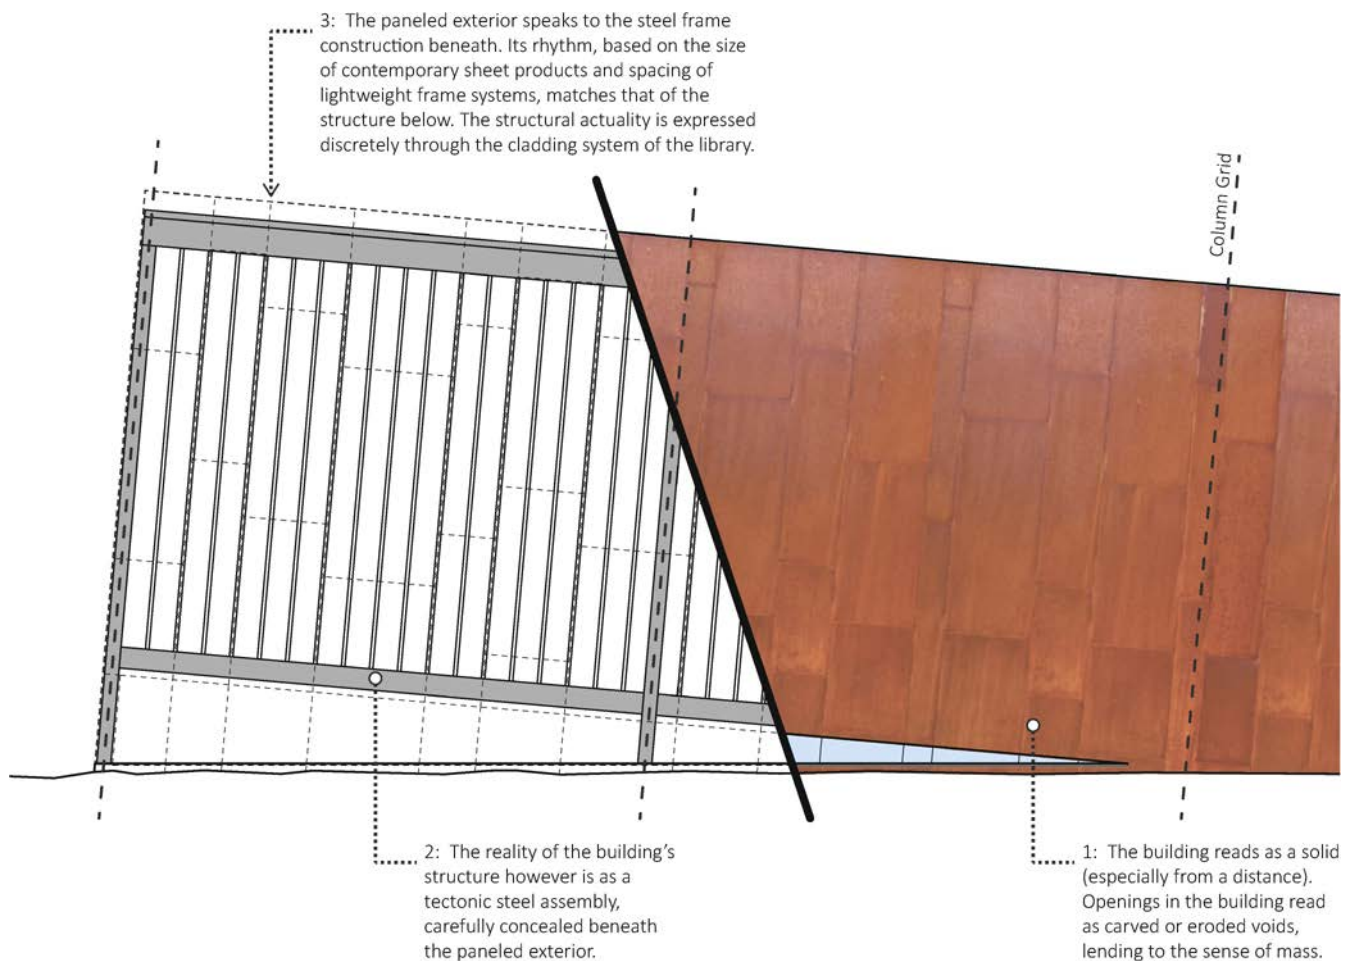 3:  The paneled exterior speaks to the steel frame
construction beneath. Its rhythm, based on the size
of contemporary sheet products and spacing of
lightweight frame systems, matches that of the
structure below. The structural actuality is expressed
discretely through the cladding system of the library.
Column Grid
2:  The reality of the building's
structure however is as a
tectonic steel assembly,
carefully concealed beneath
the paneled exterior.
1:  The building reads as a solid
(especially from a distance).
Openings in the building read
as carved or eroded voids,
lending to the sense of mass.